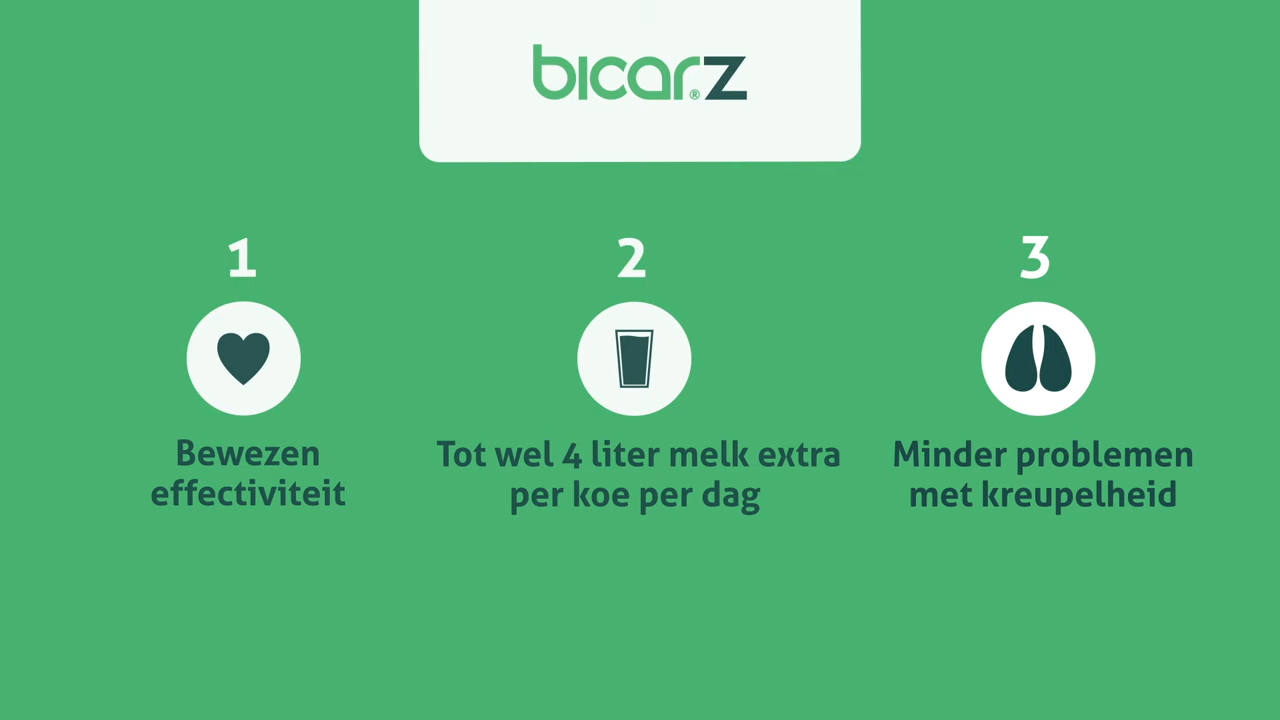 bicar®Z
1
Bewezen
effectiviteit
2
Tot wel 4 liter melk extra
per koe per dag
3
Minder problemen
met kreupelheid